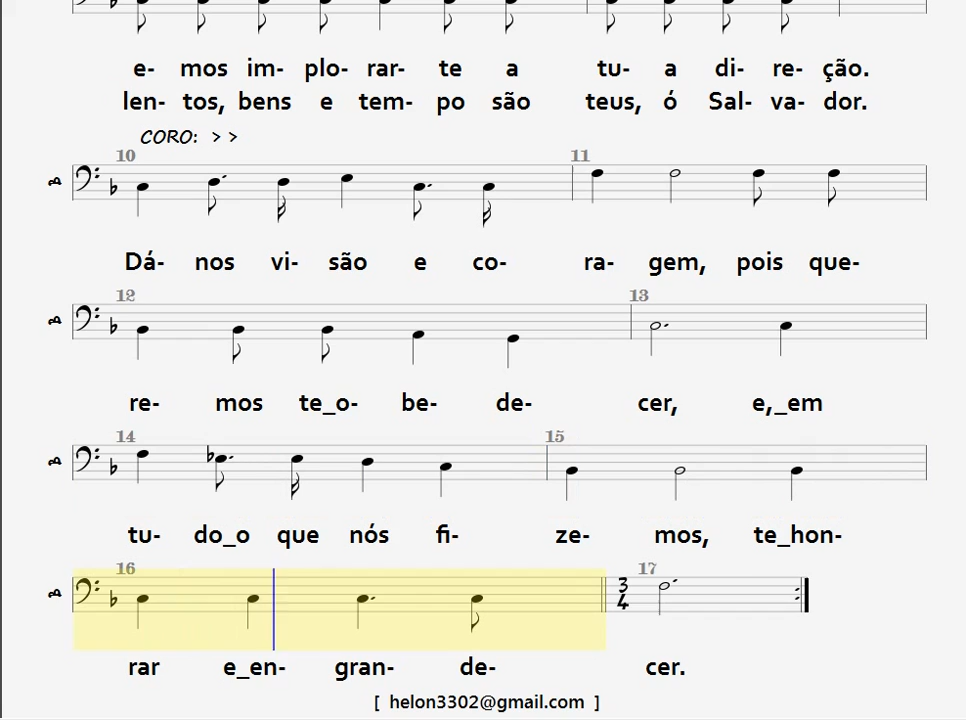 e- mos im- plo- rar- te a tu- a di- re- ção.
len- tos, bens e tem- po são teus, ó Sal- va- dor.
CORO: > >
10 11
Dá- nos vi- são e co- ra- gem, pois que-
12 13
re- mos te_o- be- de- cer, e,_em
14 15
tu- do_o que nós fi- ze- mos, te_hon-
16 17
3
4
rar e_en- gran- de- cer.
[ helon3302@gmail.com ]